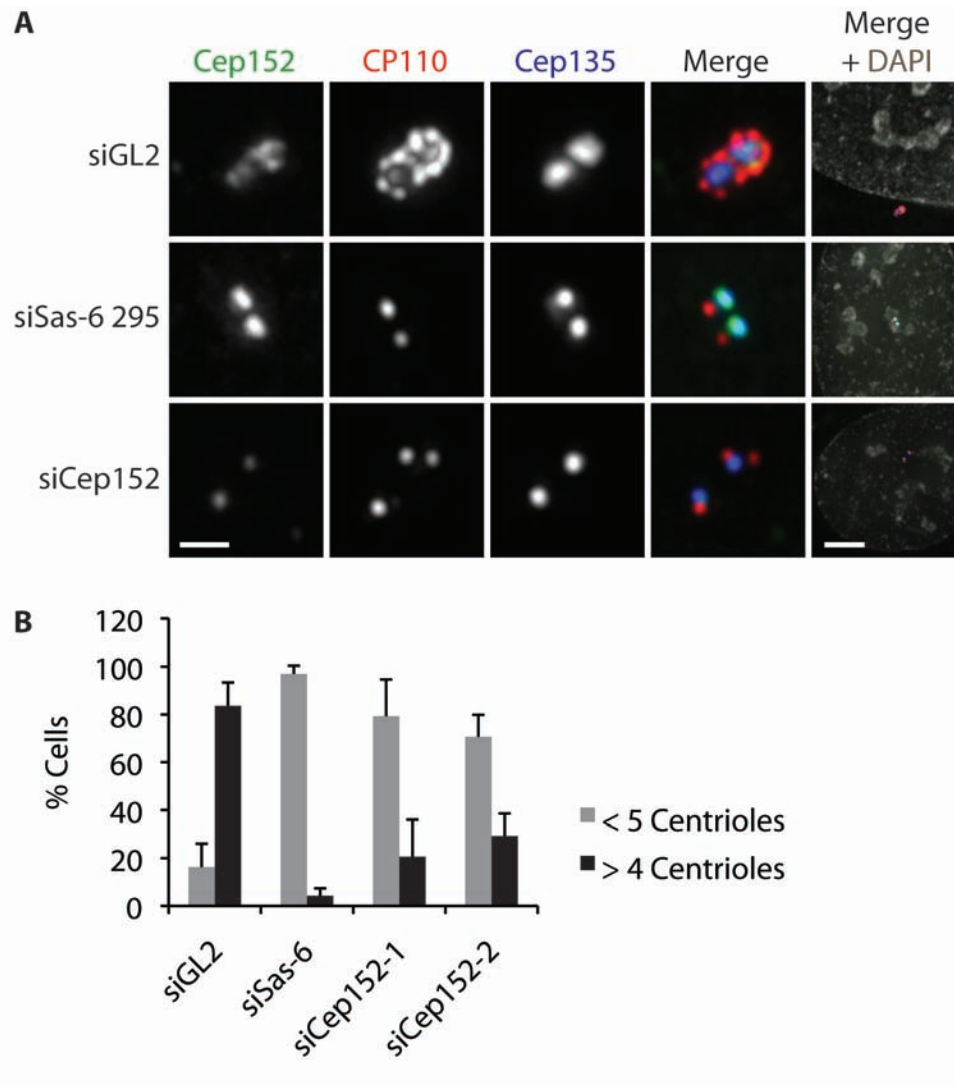 A
Cep152 CP110 Cep135 Merge Merge
+ DAPI
siGL2
siSas-6 295
siCep152
B
120
100
80
60
40
20
0
% Cells
siGL2
siSas-6
siCep152-1
siCep152-2
< 5 Centrioles
> 4 Centrioles